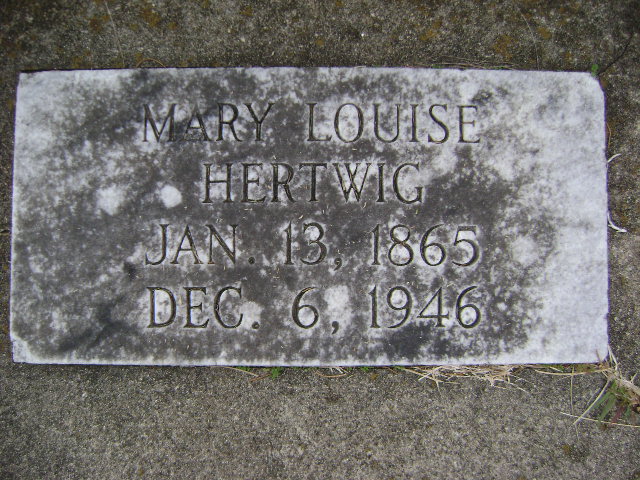 MARY LOUISE
HERTWIG
JAN. 13, 1865
DEC. 6, 1946